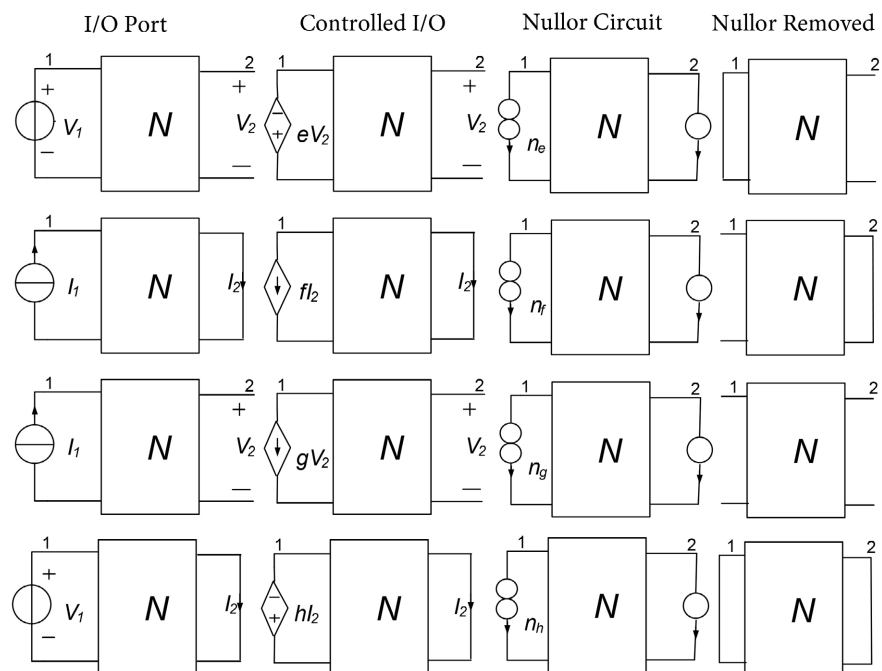 I/O Port Controlled I/O Nullor Circuit Nullor Removed
1 2 1 2 1 2 1 2
+ + − +
V1 N V2 eV2 N V2 ne N N
− — + —
1 1 1 2 1 2
I1 N I2 fI2 N I2 nf N N
1 2 1 2 1 2 1 2
+ +
I1 N V2 gV2 N V2 ng N N
— —
1 1 1 2 1 2
+ −
V1 N I2 hI2 N I2 nh N N
− +